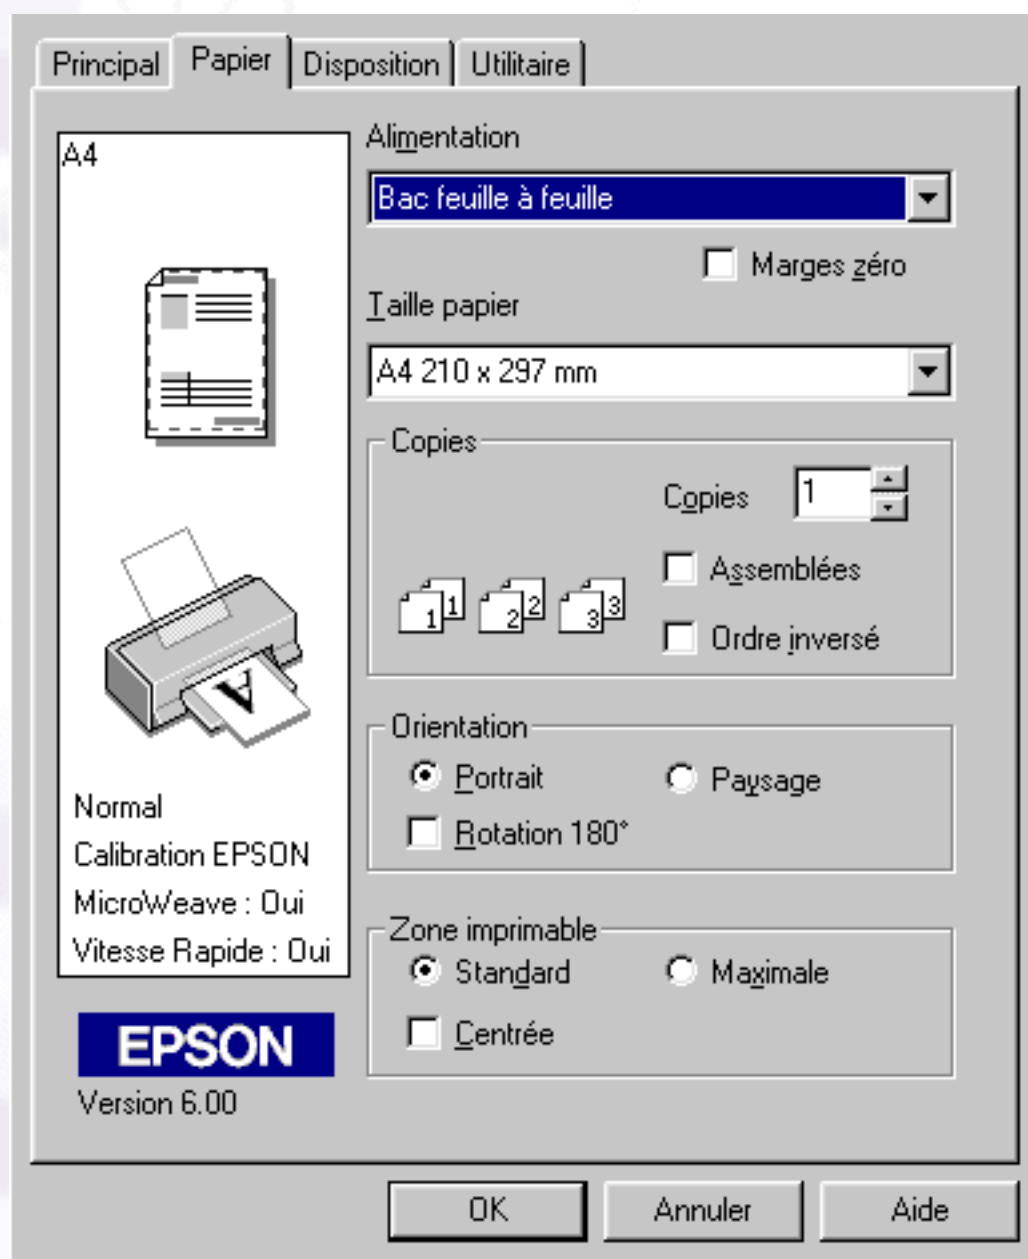 Principal Papier Disposition Utilitaire
A4
Alimentation
Bac feuille à feuille
Marges zéro
Taille papier
A4 210 x 297 mm
Copies
Copies 1
1 1 2 2 3 3
Assemblées
Ordre inversé
A
Orientation
Portrait Paysage
Rotation 180°
Normal
Calibration EPSON
MicroWeave : Oui
Vitesse Rapide : Oui
Zone imprimable
Standard Maximale
Centrée
EPSON
Version 6.00
OK Annuler Aide